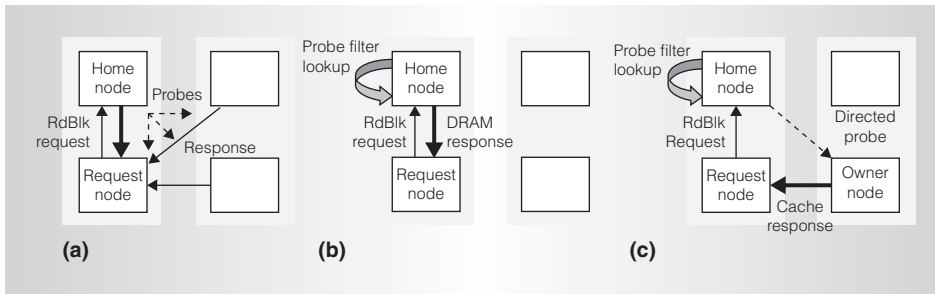 Home
node
Probes
RdBlk
request
Response
Request
node
(a)
Probe filter
lookup
Home
node
RdBlk
request
DRAM
response
Request
node
(b)
Probe filter
lookup
Home
node
Directed
probe
RdBlk
Request
Request
node
Owner
node
Cache
response
(c)